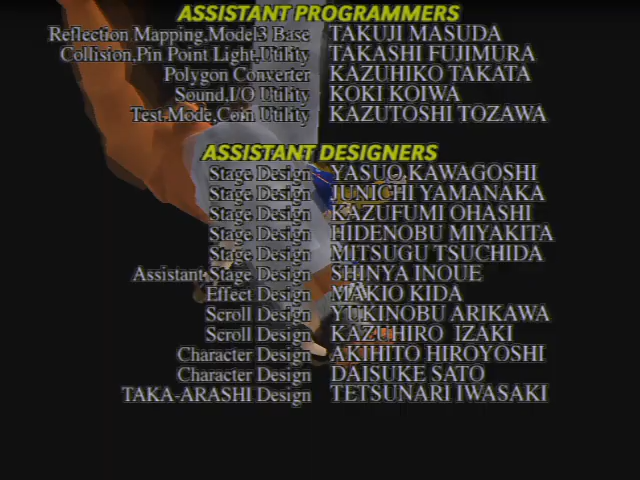 ASSISTANT PROGRAMMERS
Reflection Mapping,Model3 Base TAKUJI MASUDA
Collision,Pin Point Light,Utility TAKASHI FUJIMURA
Polygon Converter KAZUHIKO TAKATA
Sound,I/O Utility KOKI KOIWA
Test Mode,Coin Utility KAZUTOSHI TOZAWA
ASSISTANT DESIGNERS
Stage Design YASUO KAWAGOSHI
Stage Design JUNICHI YAMANAKA
Stage Design KAZUFUMI OHASHI
Stage Design HIDENOBU MIYAKITA
Stage Design MITSUGU TSUCHIDA
Assistant Stage Design SHINYA INOUE
Effect Design MAKIO KIDA
Scroll Design YUKINOBU ARIKAWA
Scroll Design KAZUHIRO IZAKI
Character Design AKIHITO HIROYOSHI
Character Design DAISUKE SATO
TAKA-ARASHI Design TETSUNARI IWASAKI